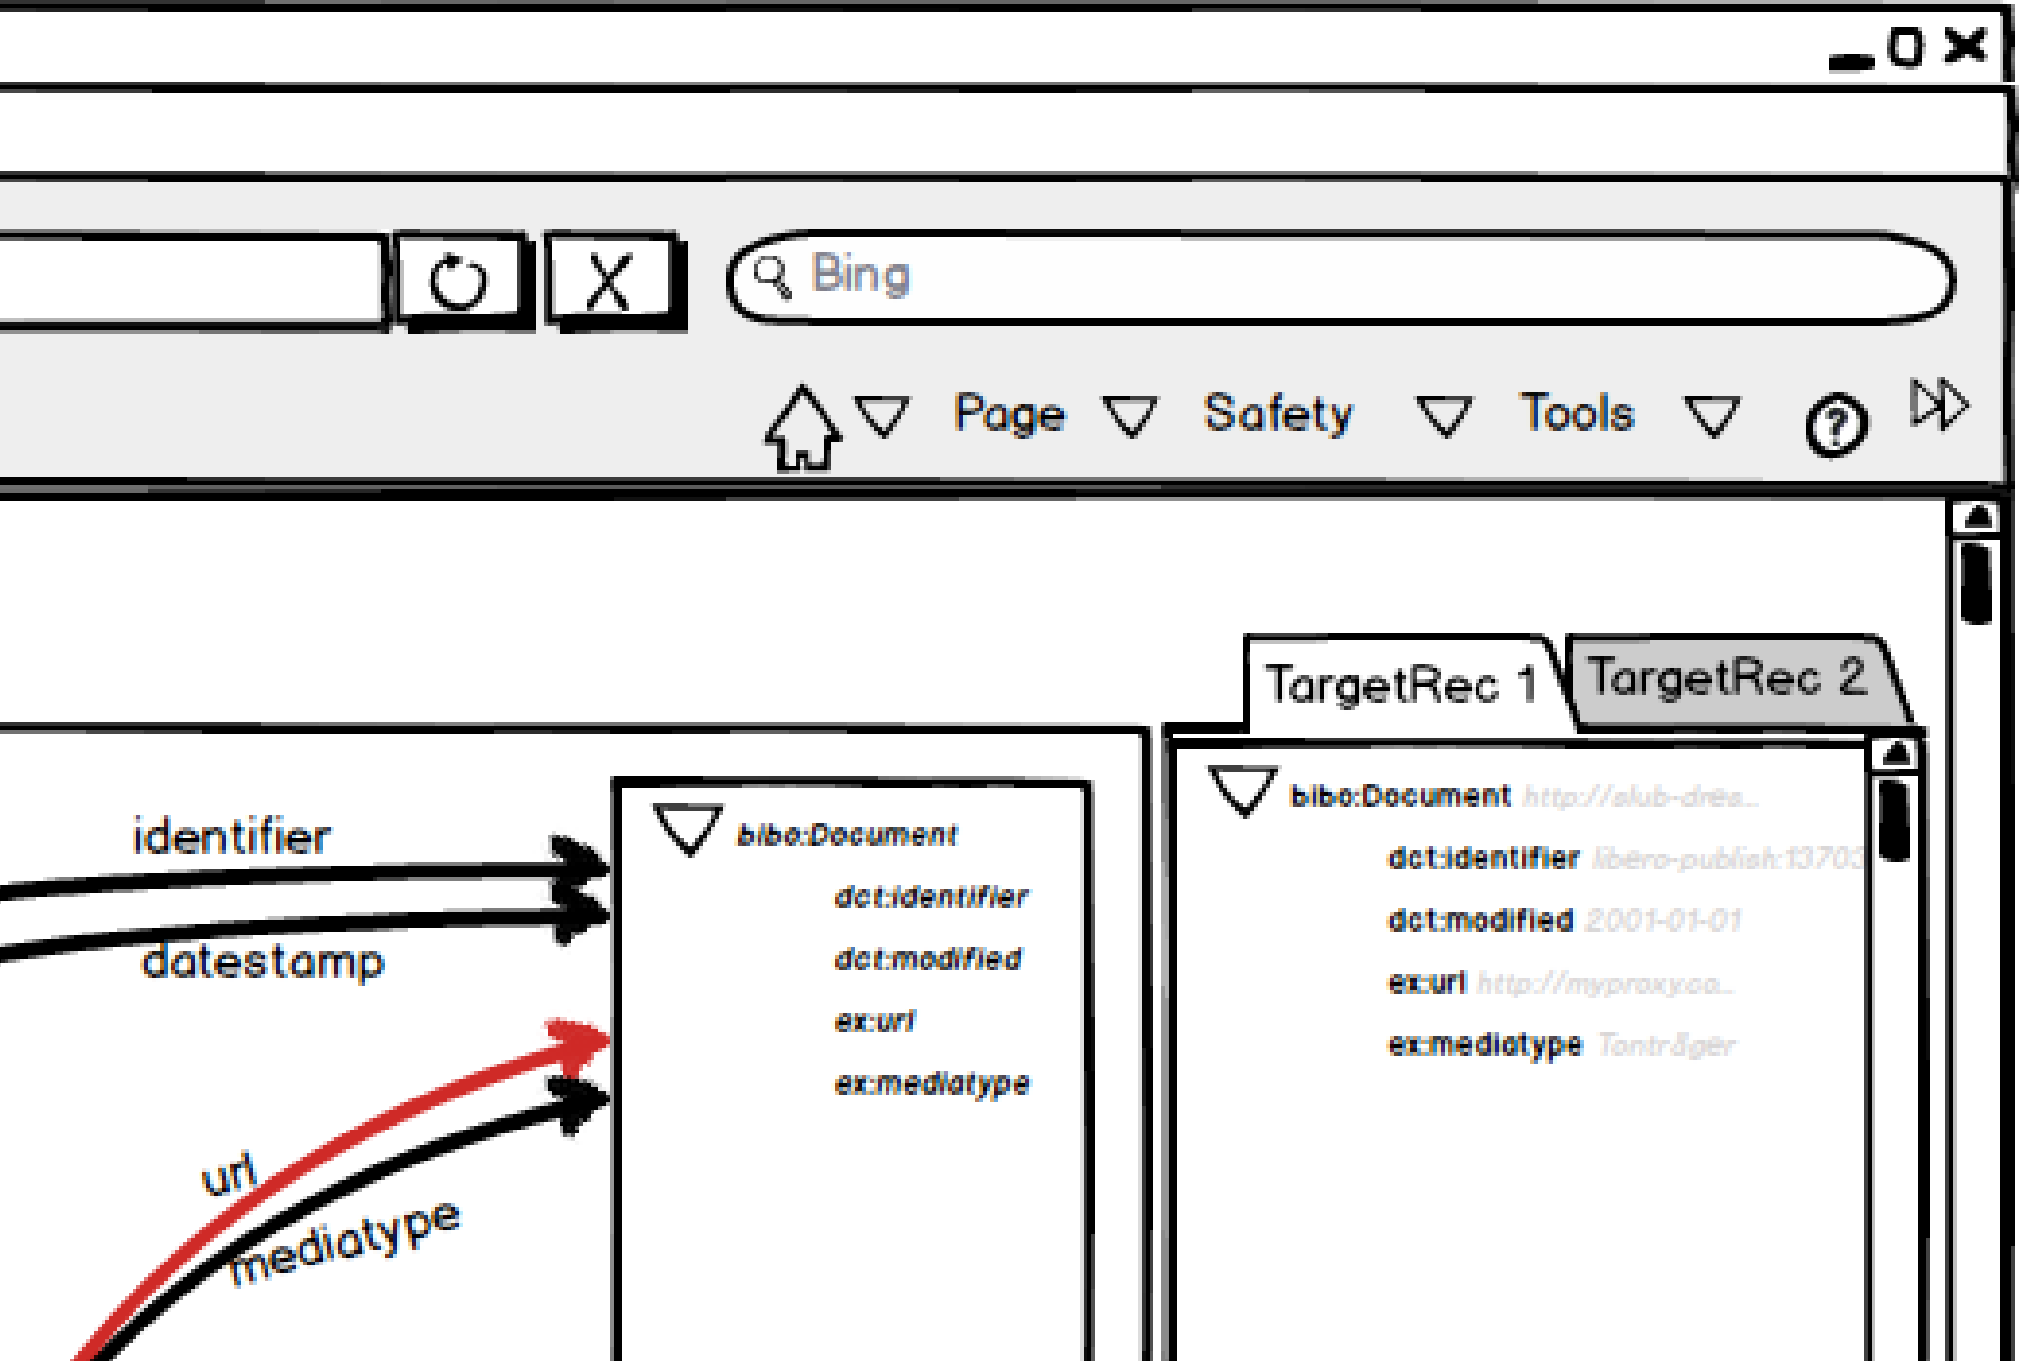 Bing
Page Safety Tools ?
TargetRec 1 TargetRec 2
identifier
datestamp
url
mediatype
bibo:Document
dct:identifier
dct:modified
ex:url
ex:mediatype
bibo:Document http://slub-dres...
dct:identifier libero-publish:13703
dct:modified 2001-01-01
ex:url http://myproxy.co...
ex:mediatype Tonträger